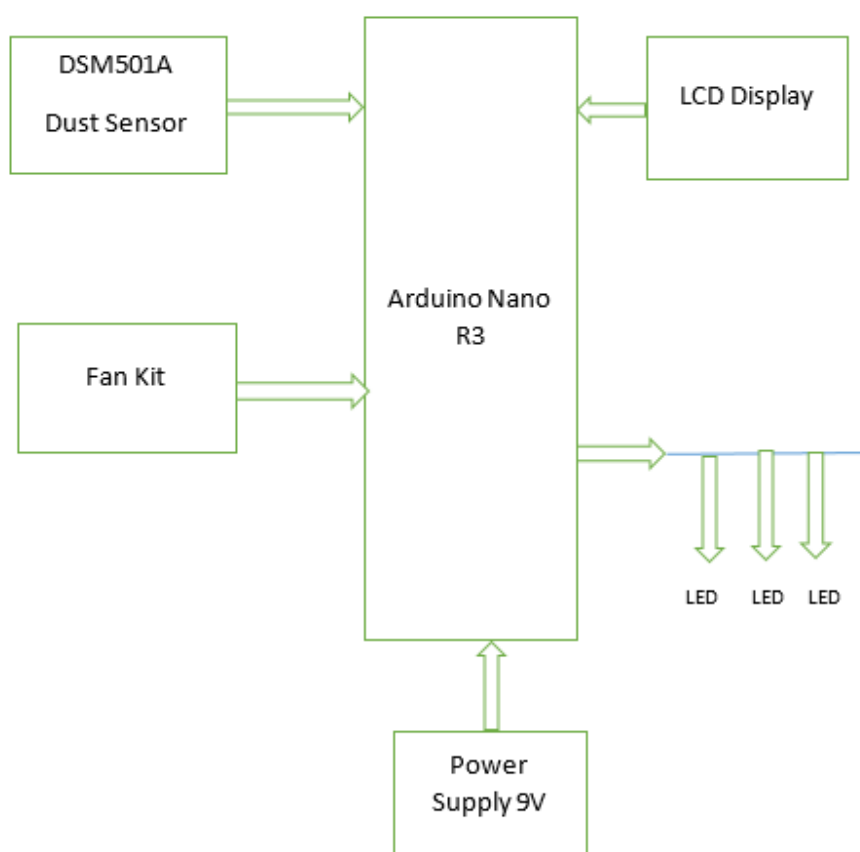 DSM501A
Dust Sensor
LCD Display
Arduino Nano
R3
Fan Kit
LED LED LED
Power
Supply 9V